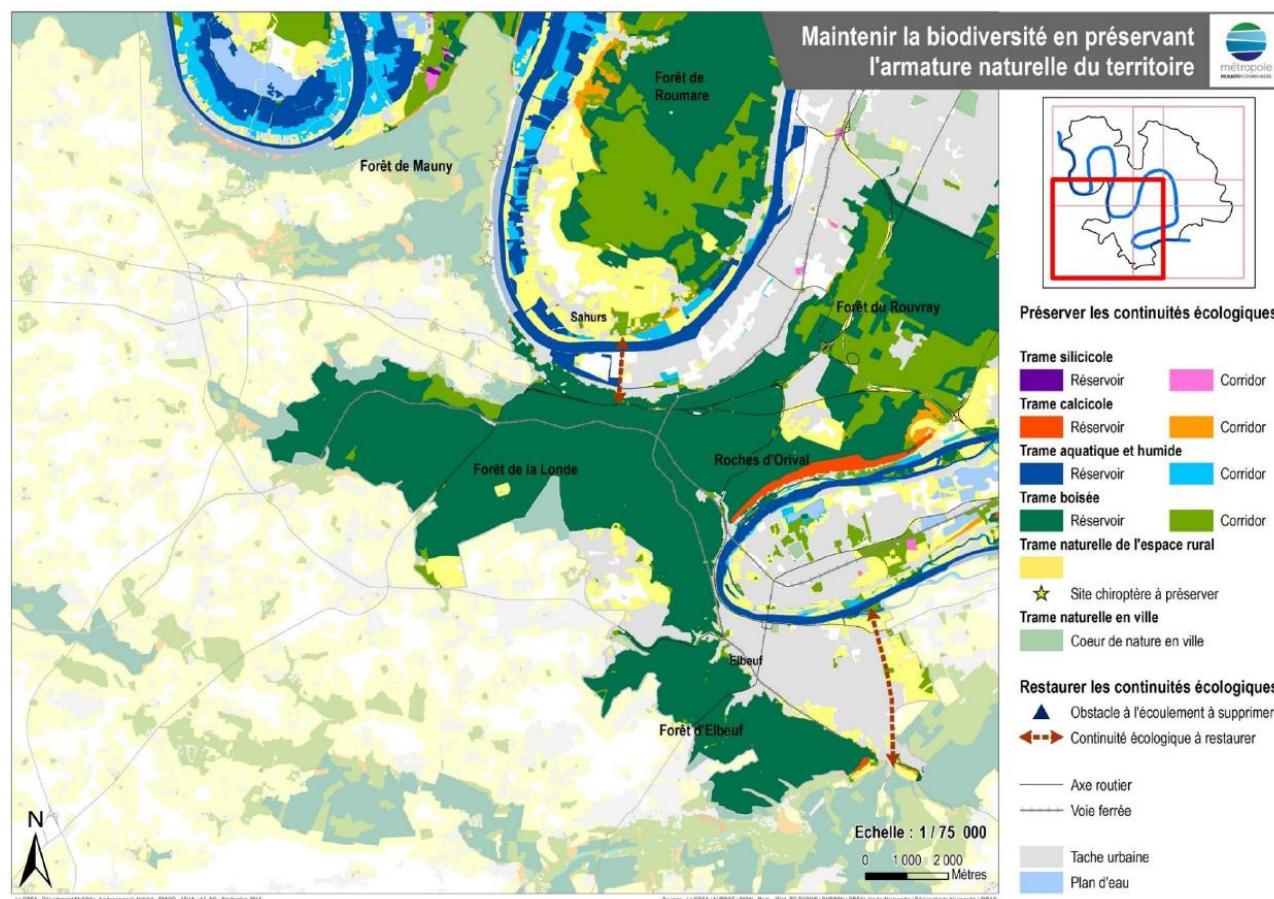 Maintenir la biodiversité en préservant
l'armature naturelle du territoire
métropole
ROUENNORMANDIE
Forêt de
Roumare
Forêt de Mauny
Sahurs
Forêt du Rouvray
Forêt de la Londe
Roches d'Orival
Elbeuf
Forêt d'Elbeuf
N
Echelle : 1 / 75 000
0 1 000 2 000
Mètres
Préserver les continuités écologiques
Trame silicicole
Réservoir Corridor
Trame calcicole
Réservoir Corridor
Trame aquatique et humide
Réservoir Corridor
Trame boisée
Réservoir Corridor
Trame naturelle de l'espace rural
Site chiroptère à préserver
Trame naturelle en ville
Coeur de nature en ville
Restaurer les continuités écologiques
Obstacle à l'écoulement à supprimer
Continuité écologique à restaurer
Axe routier
Voie ferrée
Tache urbaine
Plan d'eau